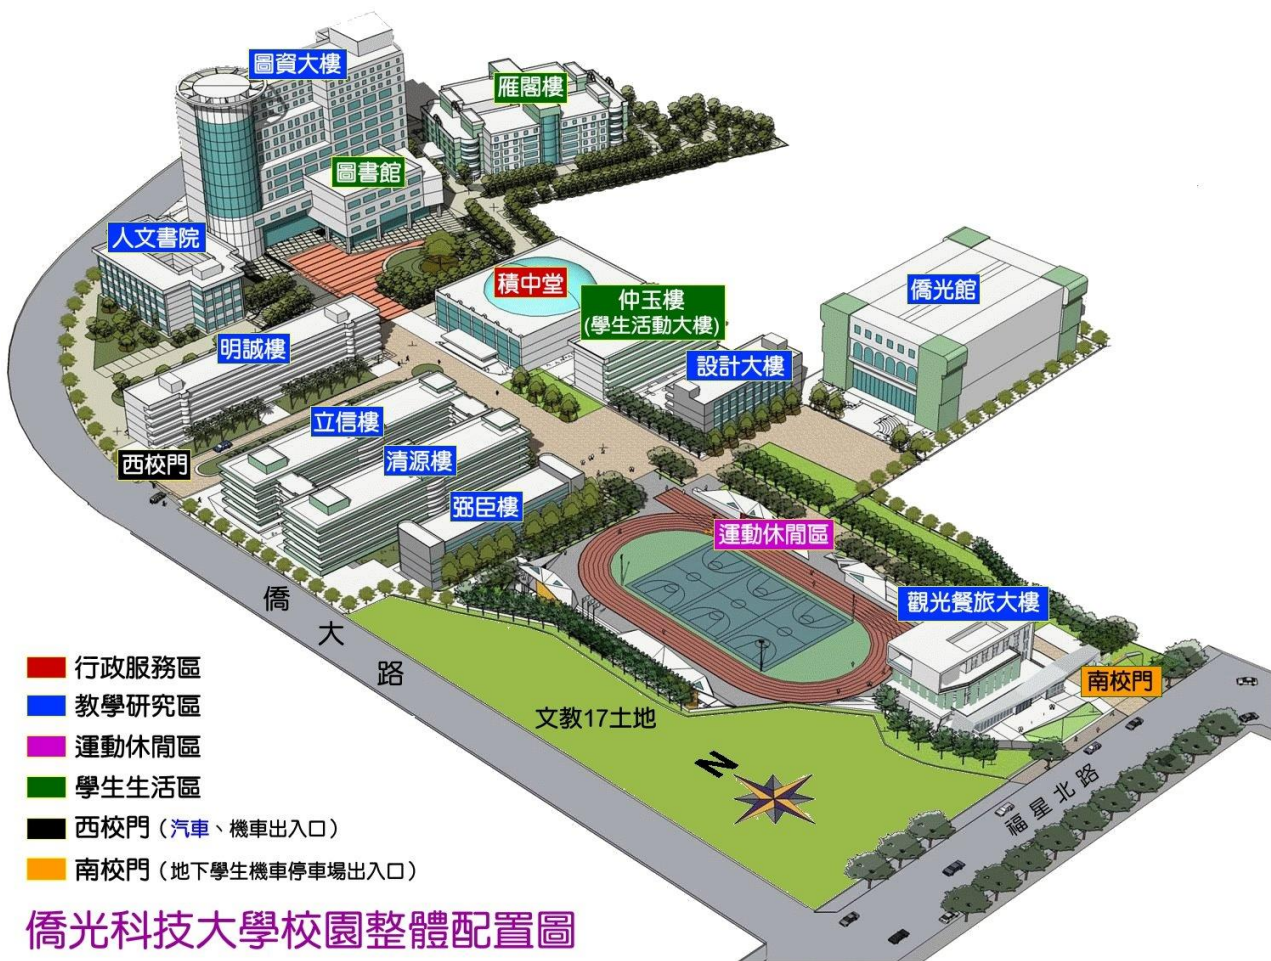 圖資大樓
雁閣樓
圖書館
人文書院
積中堂
仲玉樓
(學生活動大樓)
僑光館
明誠樓
設計大樓
立信樓
清源樓
西校門
弼臣樓
運動休閒區
觀光餐旅大樓
南校門
僑大路
文教17土地
N
福星北路
行政服務區
教學研究區
運動休閒區
學生生活區
西校門（汽車、機車出入口）
南校門（地下學生機車停車場出入口）
僑光科技大學校園整體配置圖